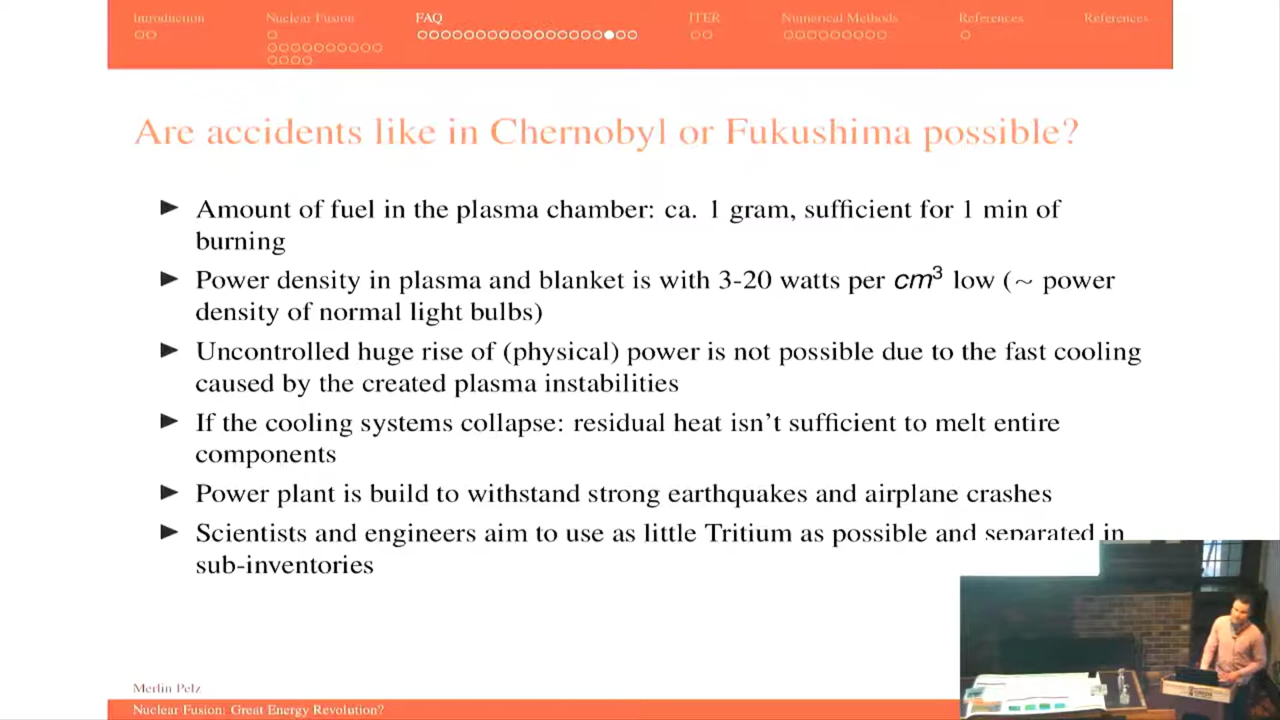 Introduction
Nuclear Fusion
FAQ
ITER
Numerical Methods
References
References
Are accidents like in Chernobyl or Fukushima possible?
Amount of fuel in the plasma chamber: ca. 1 gram, sufficient for 1 min of
burning
Power density in plasma and blanket is with 3-20 watts per cm³ low (∼ power
density of normal light bulbs)
Uncontrolled huge rise of (physical) power is not possible due to the fast cooling
caused by the created plasma instabilities
If the cooling systems collapse: residual heat isn't sufficient to melt entire
components
Power plant is build to withstand strong earthquakes and airplane crashes
Scientists and engineers aim to use as little Tritium as possible and separated in
sub-inventories
Merlin Pelz
Nuclear Fusion: Great Energy Revolution?